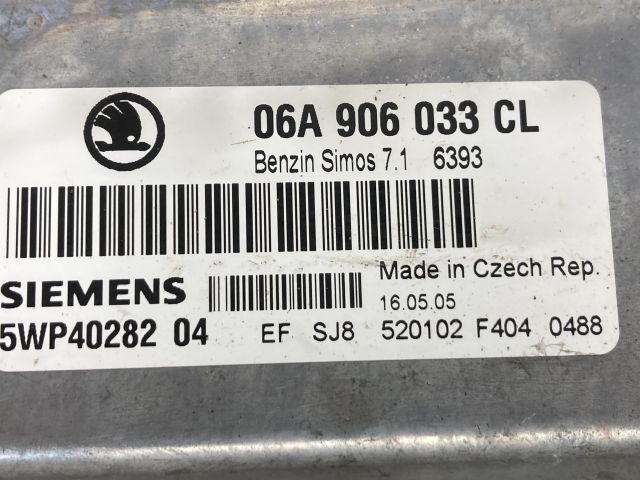 06A 906 033 CL
Benzin Simos 7.1 6393
SIEMENS
Made in Czech Rep.
16.05.05
5WP40282 04
EF SJ8 520102 F404 0488